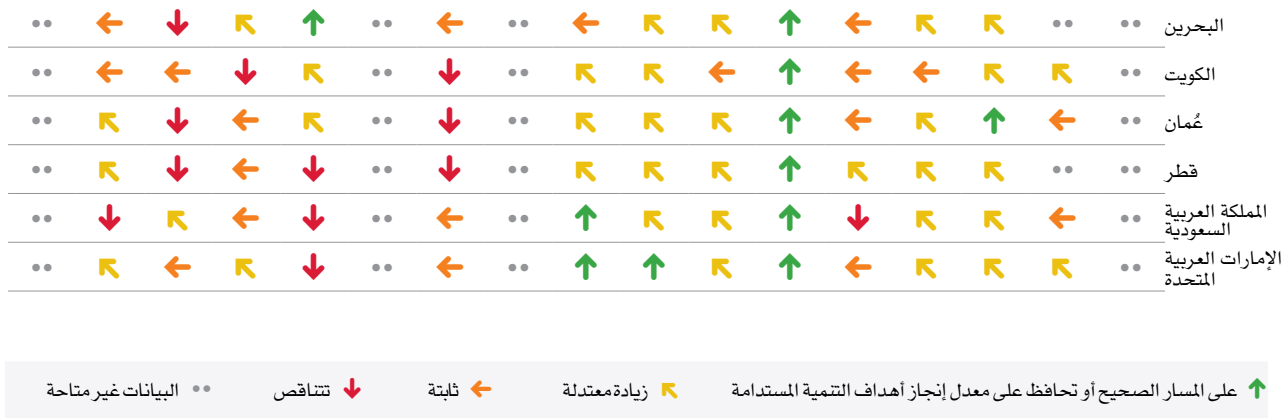 البحرين
الكويت
عُمان
قطر
المملكة العربية
السعودية
الإمارات العربية
المتحدة
على المسار الصحيح أو تحافظ على معدل إنجاز أهداف التنمية المستدامة زيادة معتدلة ثابتة تتناقص البيانات غير متاحة